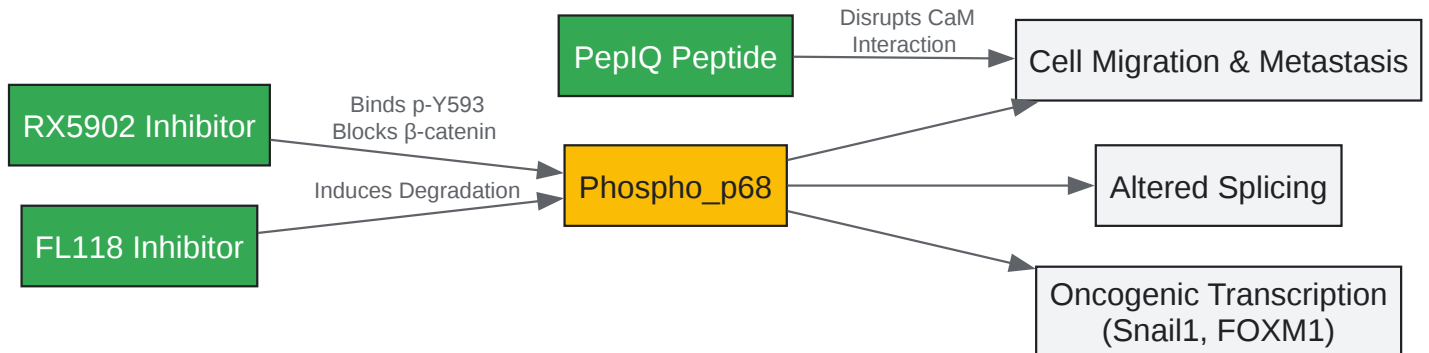 Disrupts CaM
Interaction
PepIQ Peptide
Cell Migration & Metastasis
RX5902 Inhibitor
Binds p-Y593
Blocks β-catenin
Phospho_p68
Altered Splicing
Induces Degradation
FL118 Inhibitor
Oncogenic Transcription
(Snail1, FOXM1)